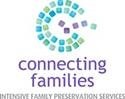 connecting
families
INTENSIVE FAMILY PRESERVATION SERVICES